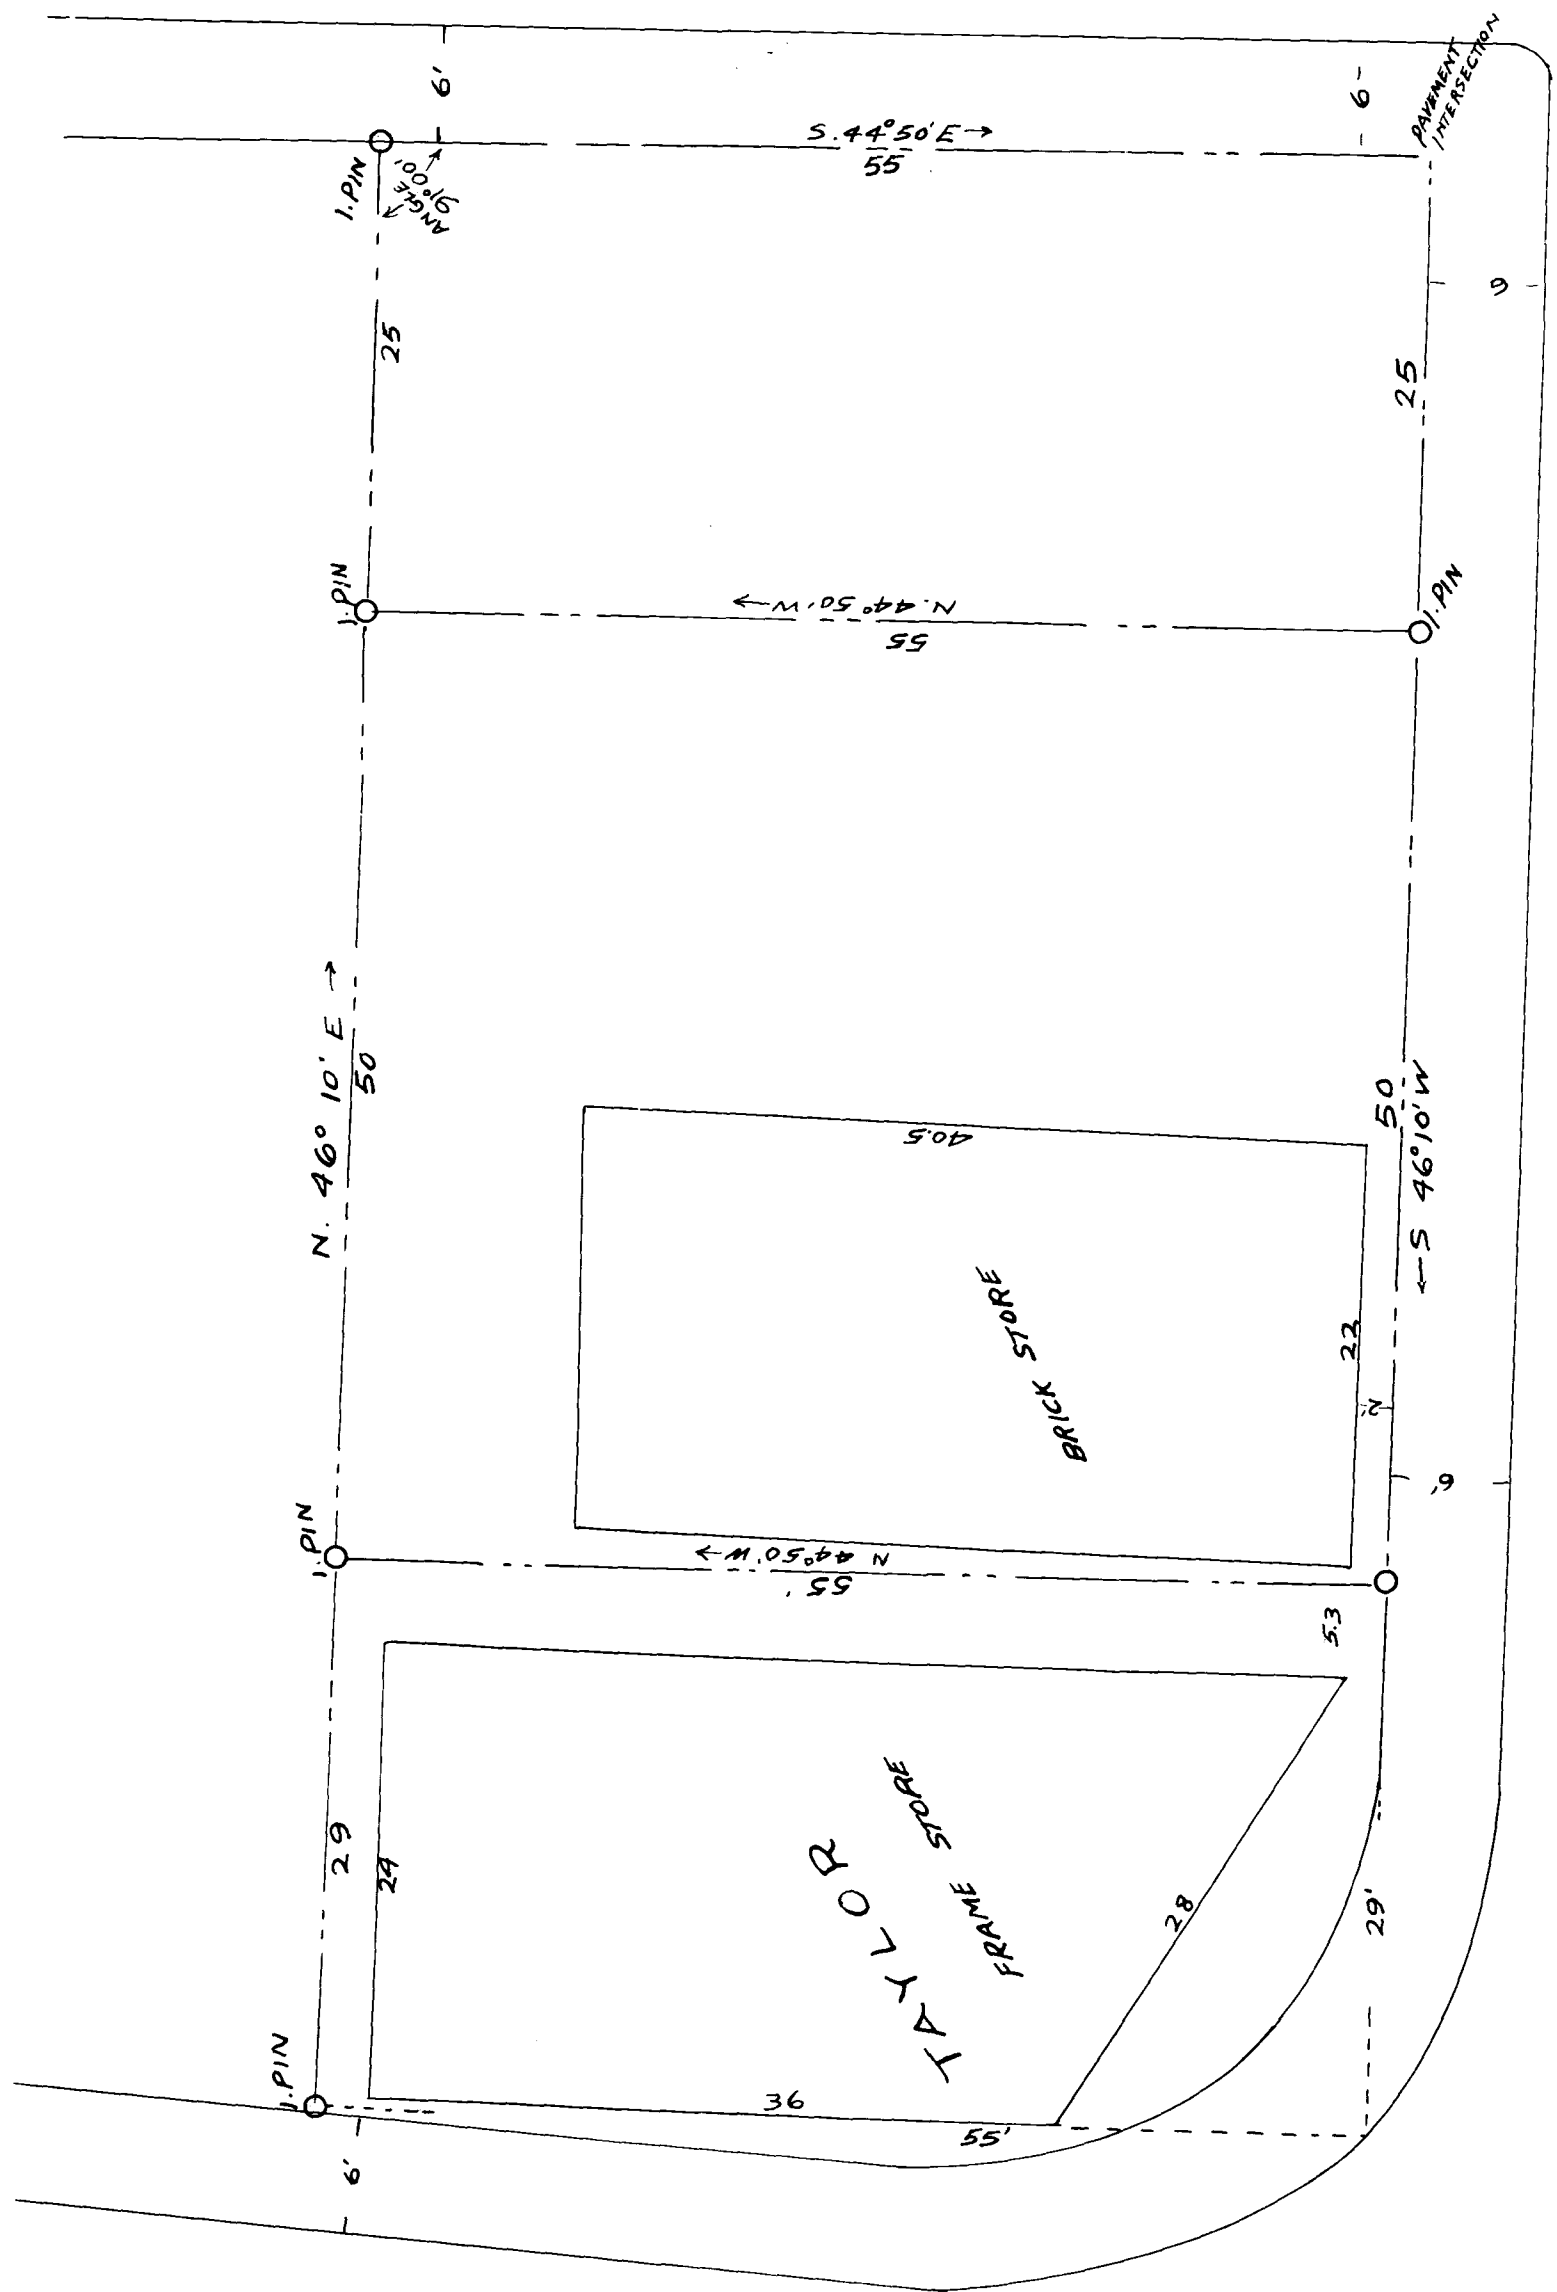 6'
6
PAVEMENT
INTERSECTION
S. 44° 50' E →
55
I. PIN
ANGLE
91° 00'
25
6
25
I. PIN
N. 44° 50' W →
55
I. PIN
N. 46° 10' E →
50
50
← S 46° 10' W
40.5
BRICK STORE
22
2'
6'
I. PIN
N 44° 50' W →
55'
5.3
29
24
TAYLOR
FRAME STORE
28
29'
I. PIN
36
55'
6'